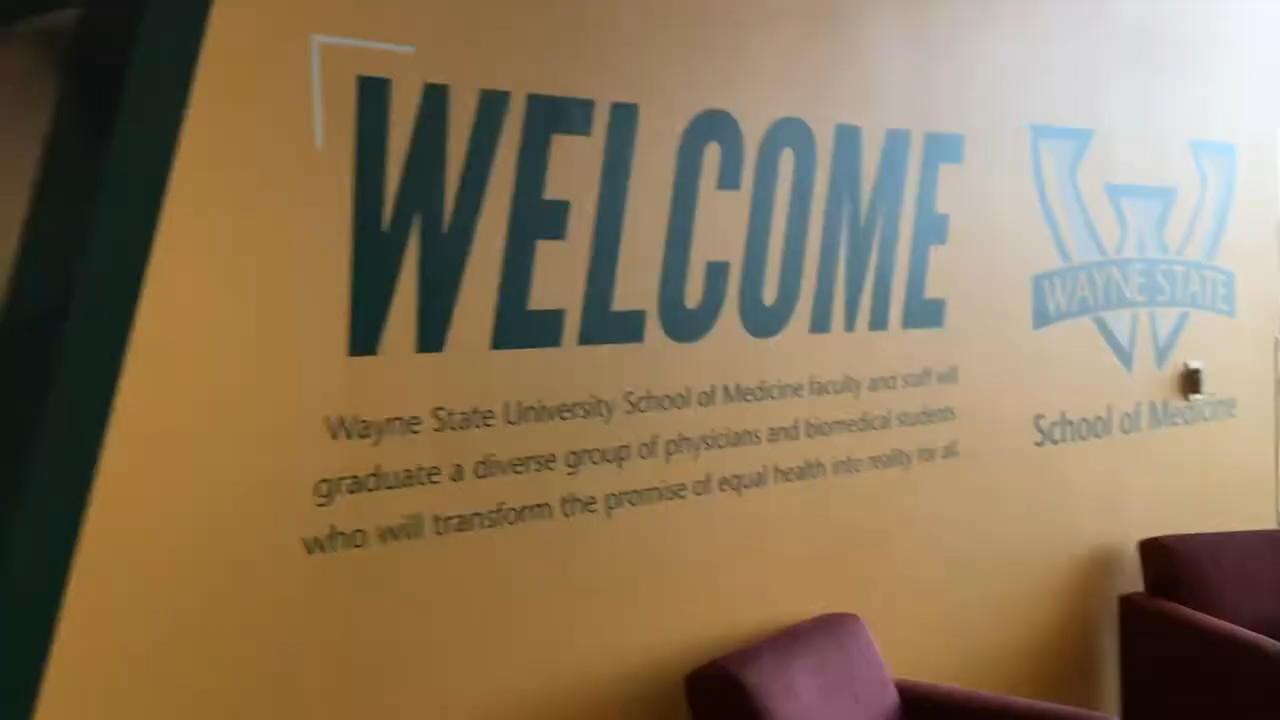 WELCOME
Wayne State University School of Medicine faculty and staff will
graduate a diverse group of physicians and biomedical students
who will transform the promise of equal health into reality for all.
WAYNE STATE
School of Medicine